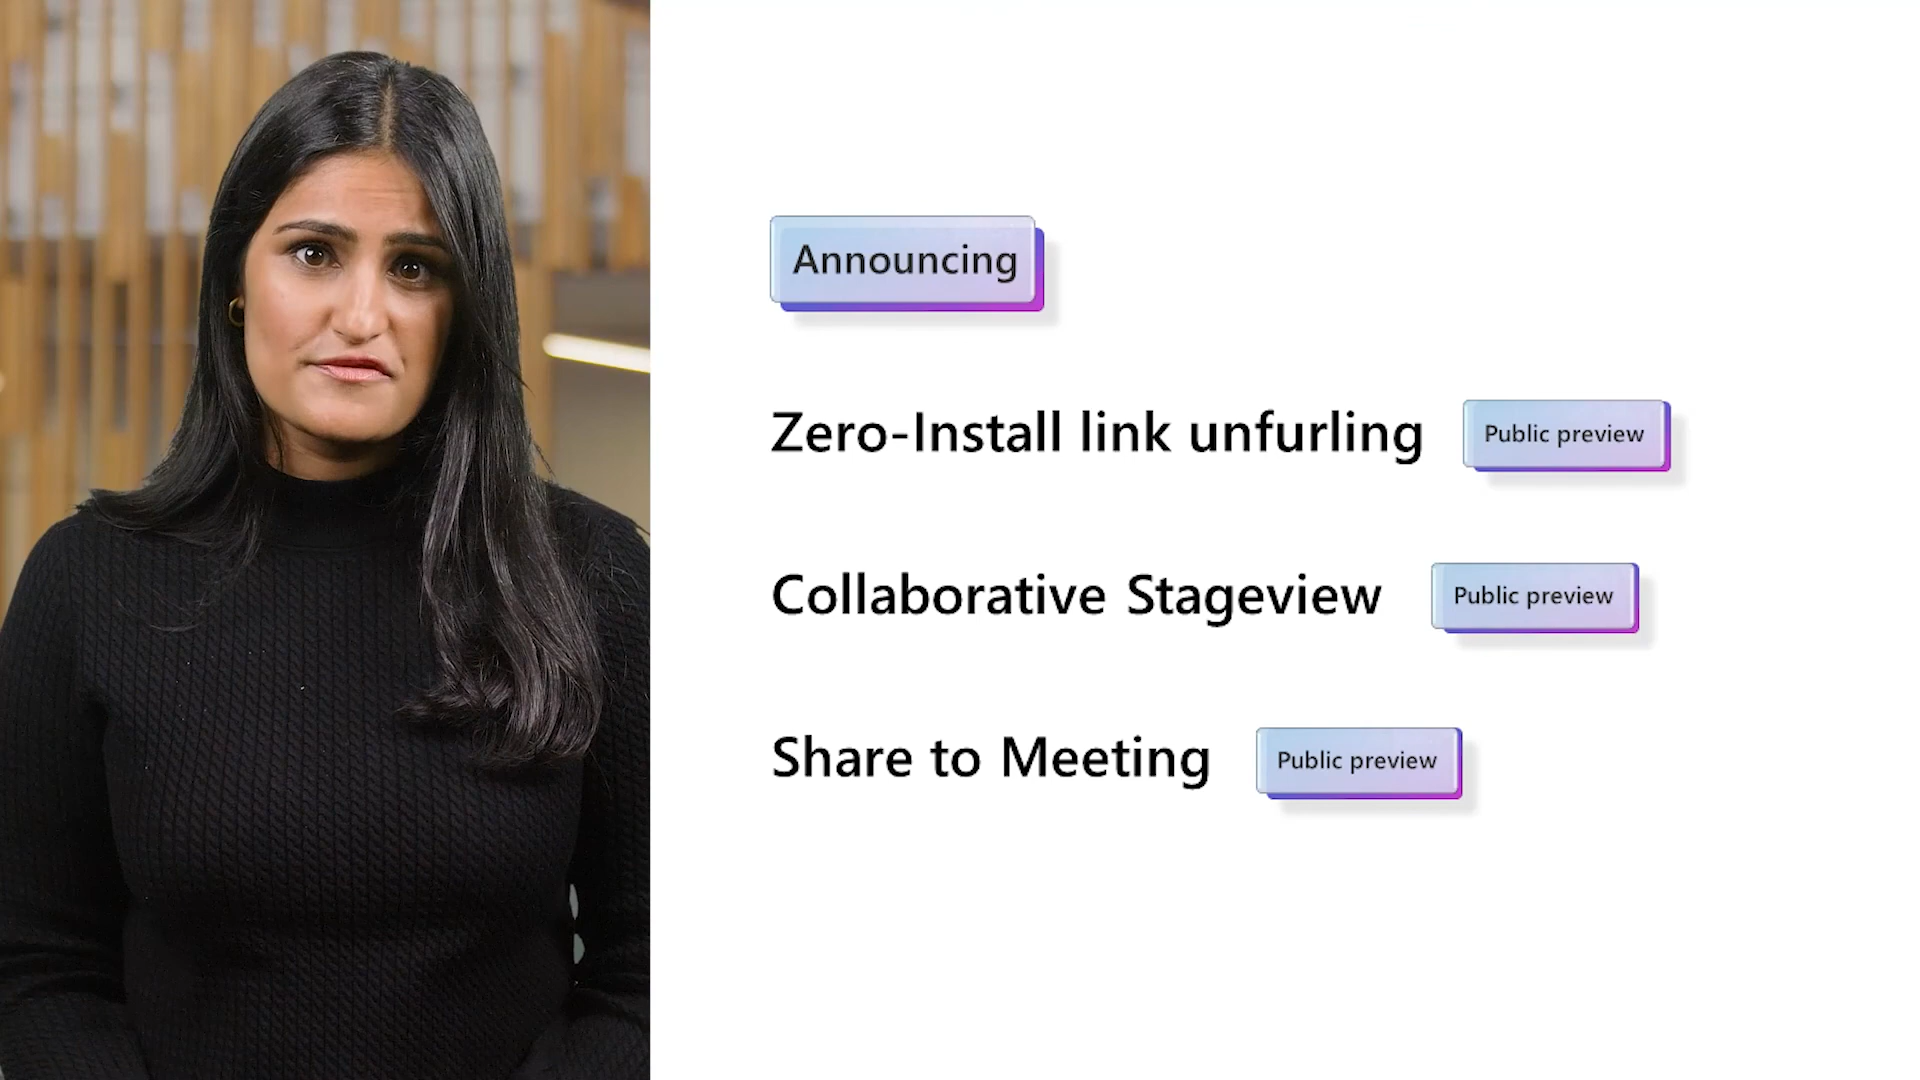 Announcing
Zero-Install link unfurling Public preview
Collaborative Stageview Public preview
Share to Meeting Public preview